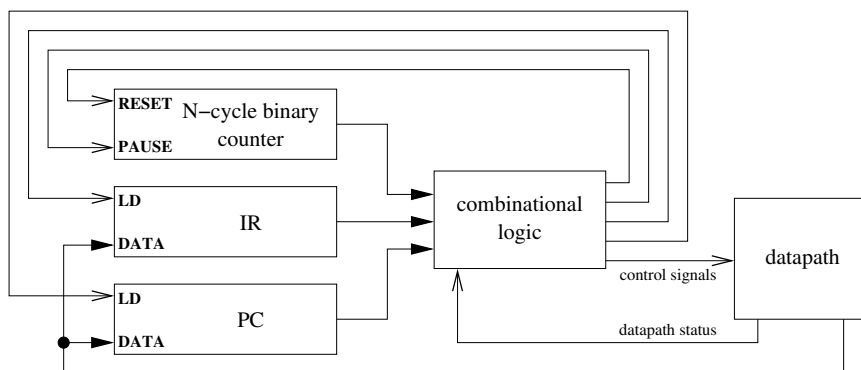 RESET
N−cycle binary
counter
PAUSE
LD
IR
DATA
LD
PC
DATA
combinational
logic
control signals
datapath status
datapath